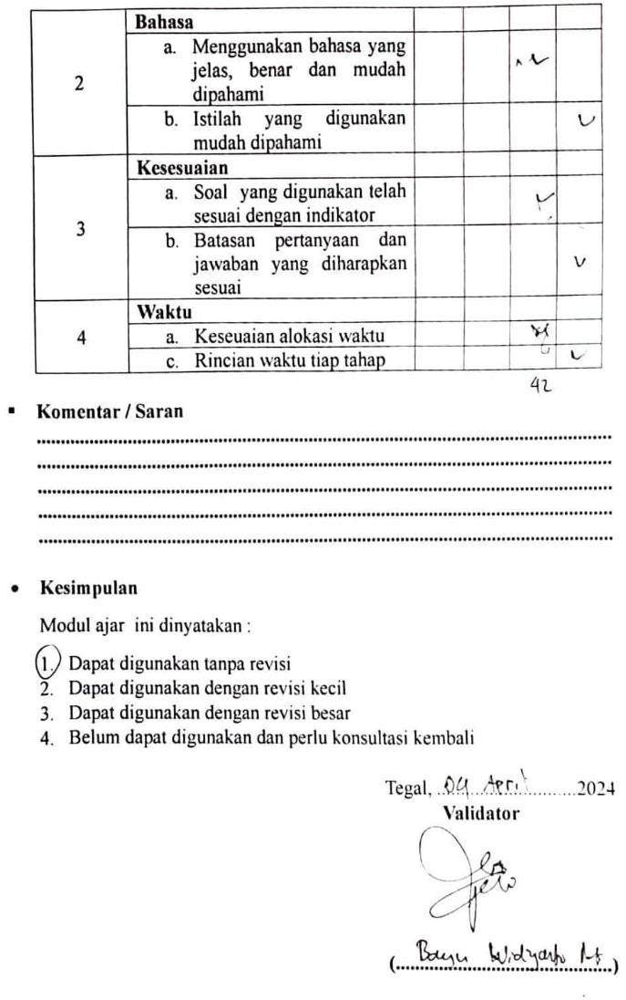 Bahasa
2
a. Menggunakan bahasa yang
jelas, benar dan mudah
dipahami
b. Istilah yang digunakan
mudah dipahami
3
Kesesuaian
a. Soal yang digunakan telah
sesuai dengan indikator
b. Batasan pertanyaan dan
jawaban yang diharapkan
sesuai
4
Waktu
a. Keseuaian alokasi waktu
c. Rincian waktu tiap tahap
42
▪ Komentar / Saran
• Kesimpulan
Modul ajar ini dinyatakan :
1. Dapat digunakan tanpa revisi
2. Dapat digunakan dengan revisi kecil
3. Dapat digunakan dengan revisi besar
4. Belum dapat digunakan dan perlu konsultasi kembali
Tegal, 04 April 2024
Validator
(Bayu Widyarto)